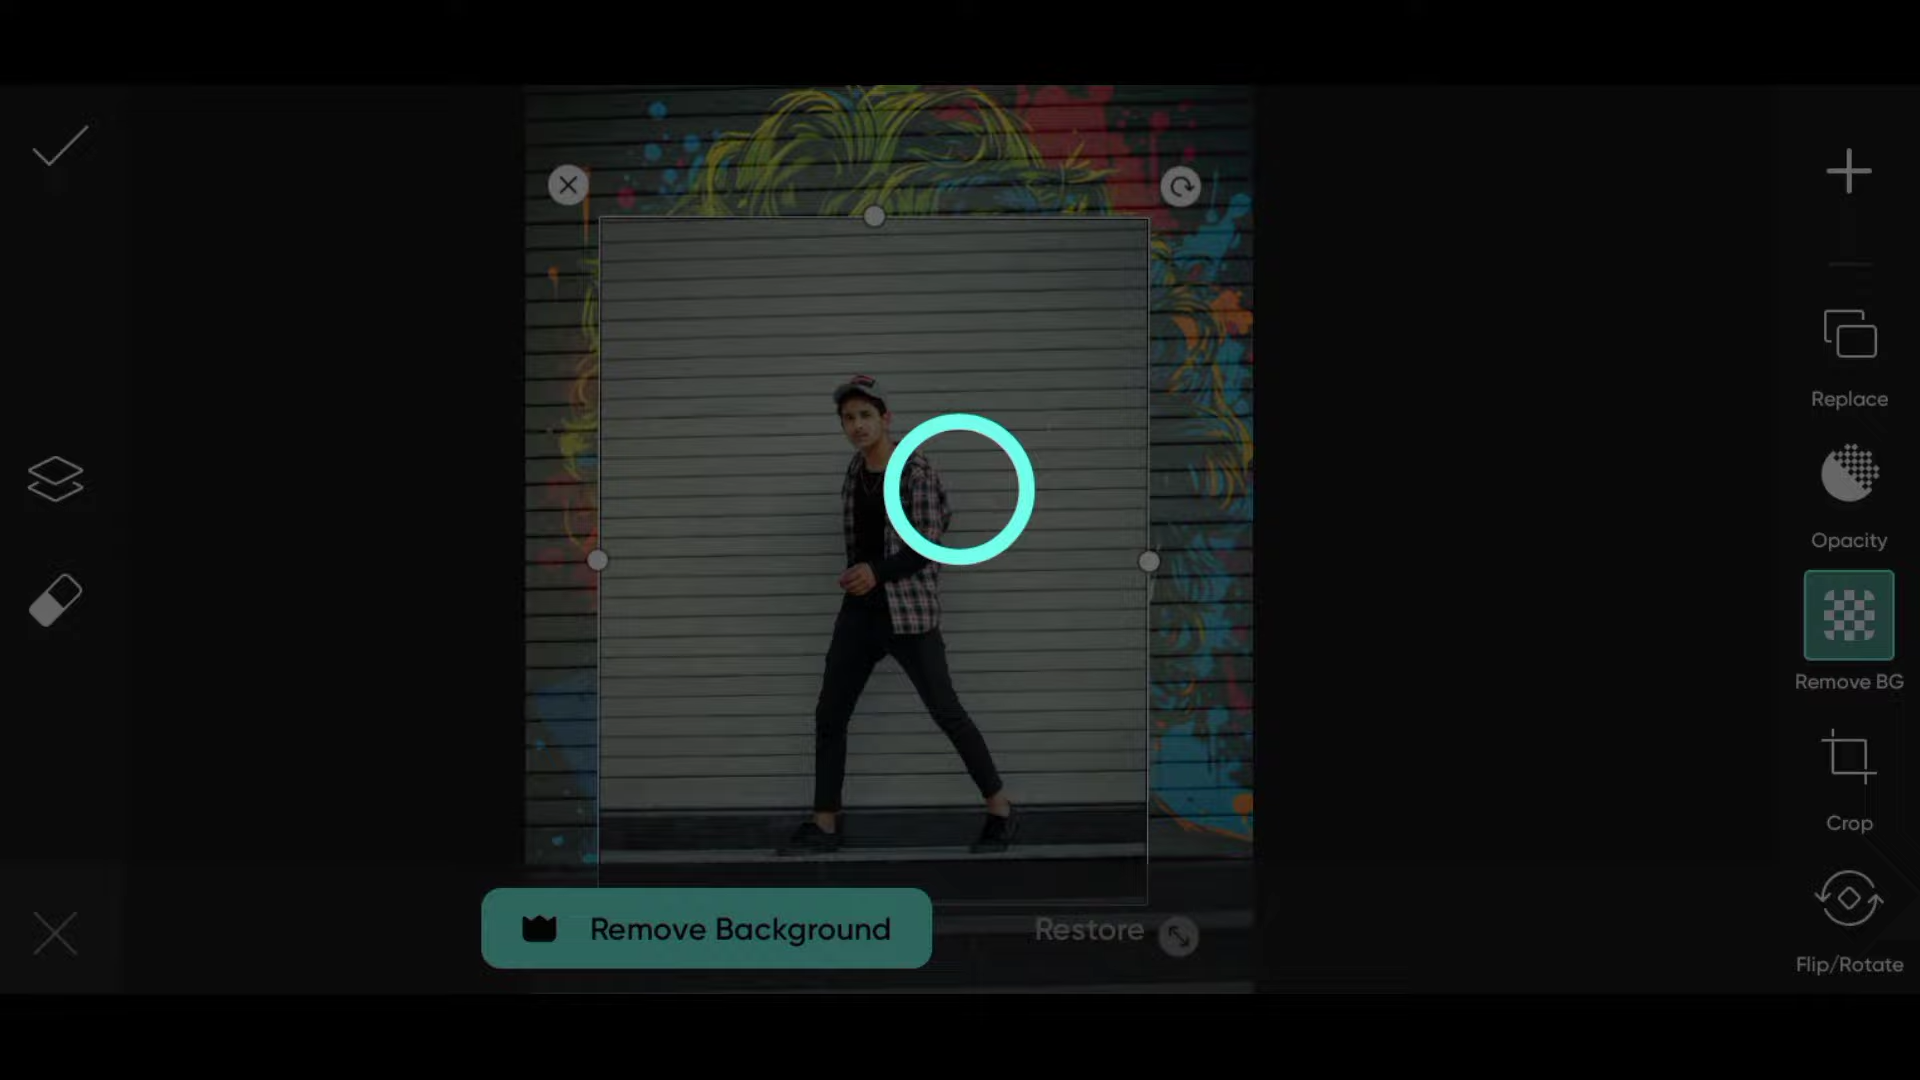 Replace
Opacity
Remove BG
Crop
Flip/Rotate
Remove Background
Restore